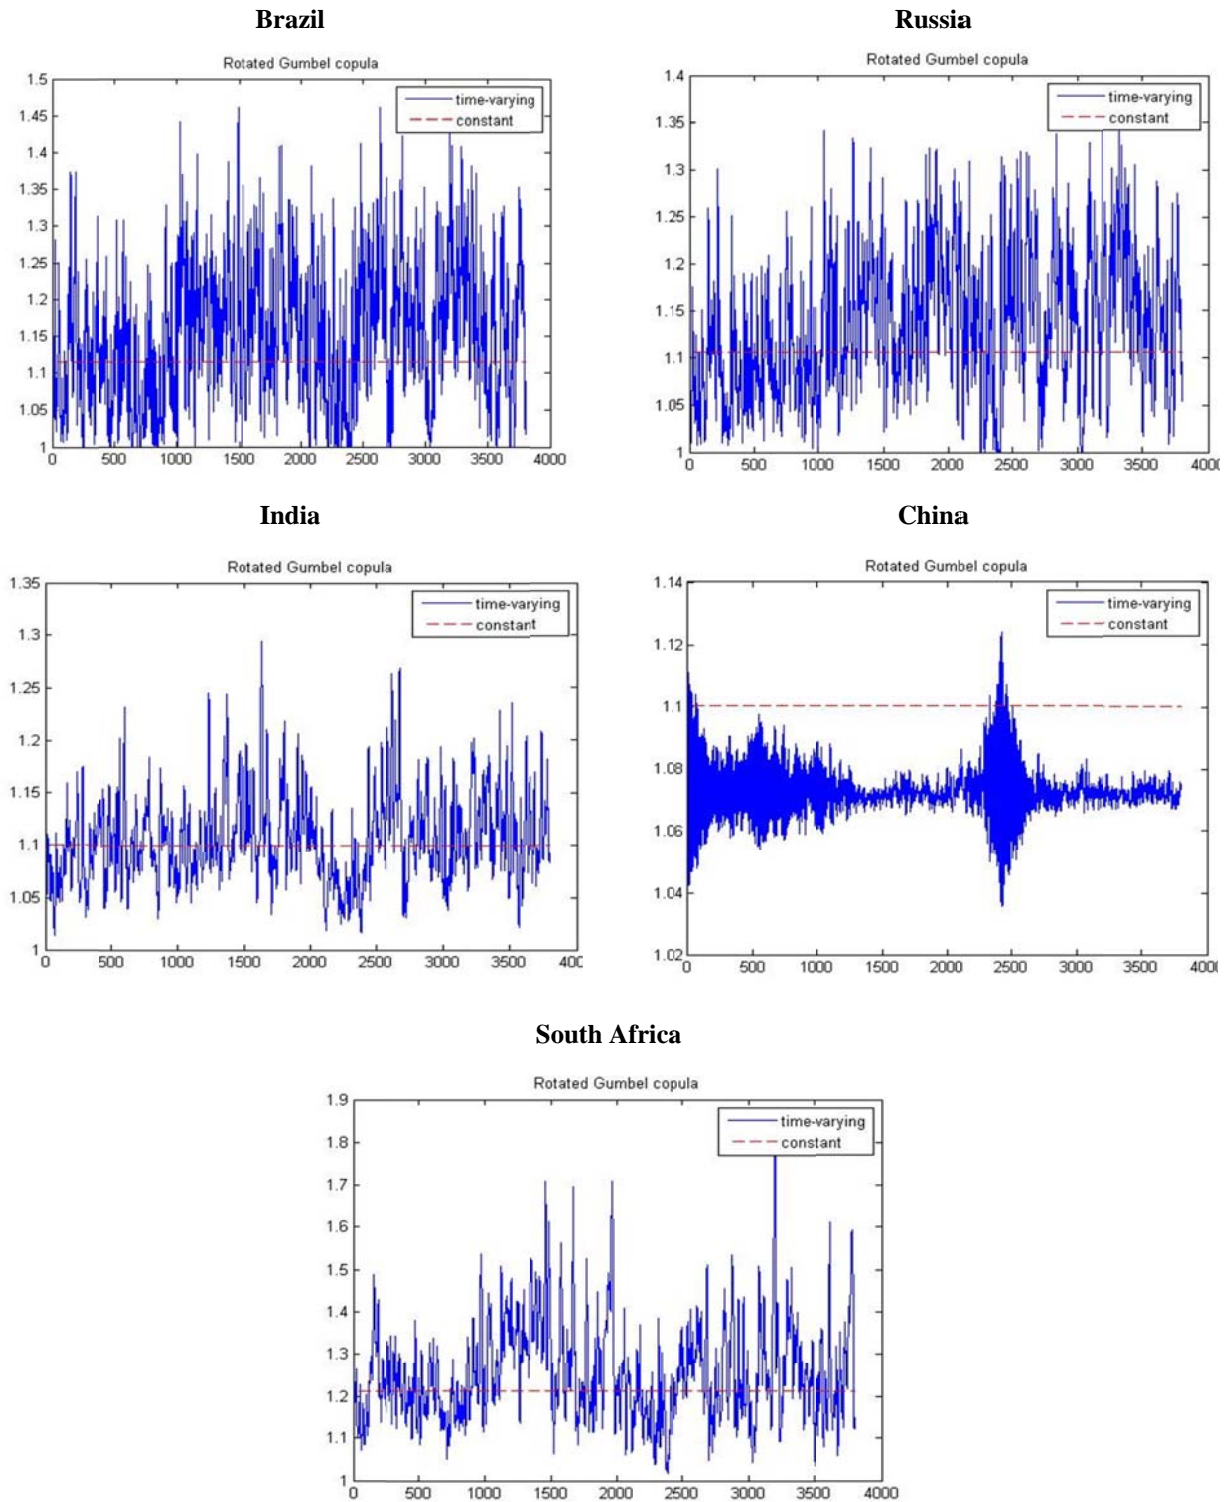 Brazil
Russia
Rotated Gumbel copula
1.5
1.45
1.4
1.35
1.3
1.25
1.2
1.15
1.1
1.05
1
0 500 1000 1500 2000 2500 3000 3500 4000
time-varying
constant
Rotated Gumbel copula
1.4
1.35
1.3
1.25
1.2
1.15
1.1
1.05
1
0 500 1000 1500 2000 2500 3000 3500 4000
time-varying
constant
India
China
Rotated Gumbel copula
1.35
1.3
1.25
1.2
1.15
1.1
1.05
1
0 500 1000 1500 2000 2500 3000 3500 400
time-varying
constant
Rotated Gumbel copula
1.14
1.12
1.1
1.08
1.06
1.04
1.02
0 500 1000 1500 2000 2500 3000 3500 4000
time-varying
constant
South Africa
Rotated Gumbel copula
1.9
1.8
1.7
1.6
1.5
1.4
1.3
1.2
1.1
1
0 500 1000 1500 2000 2500 3000 3500 4000
time-varying
constant